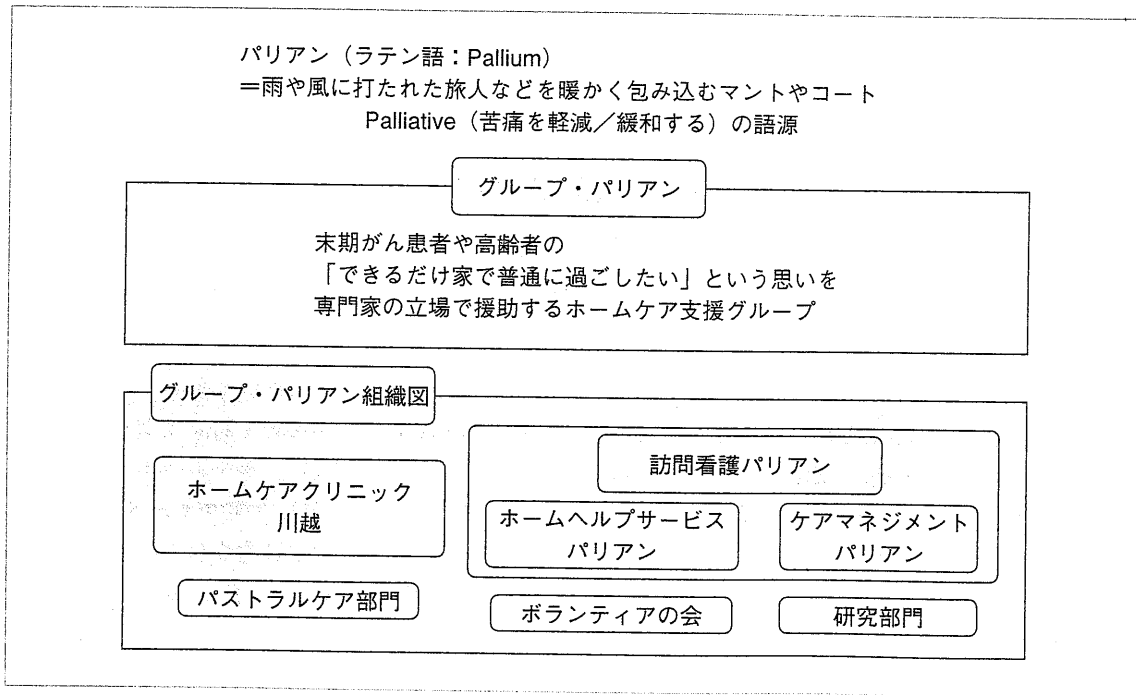 パリアン（ラテン語：Pallium）
＝雨や風に打たれた旅人などを暖かく包み込むマントやコート
Palliative（苦痛を軽減／緩和する）の語源
グループ・パリアン
末期がん患者や高齢者の
「できるだけ家で普通に過ごしたい」という思いを
専門家の立場で援助するホームケア支援グループ
グループ・パリアン組織図
ホームケアクリニック
川越
パストラルケア部門
訪問看護パリアン
ホームヘルプサービス
パリアン
ケアマネジメント
パリアン
ボランティアの会
研究部門